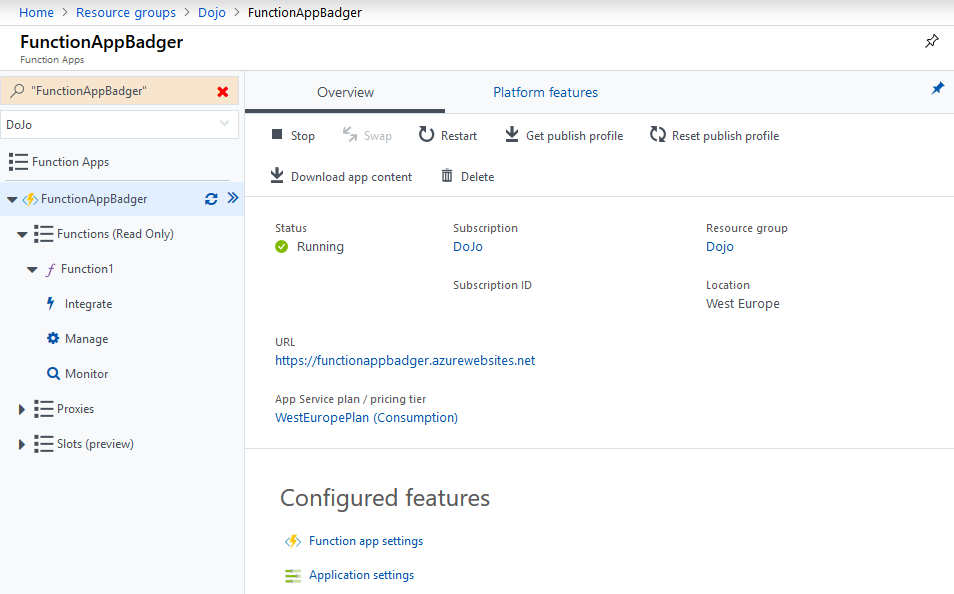 Home > Resource groups > Dojo > FunctionAppBadger
FunctionAppBadger
Function Apps
"FunctionAppBadger"
DoJo
Function Apps
FunctionAppBadger
Functions (Read Only)
Function1
Integrate
Manage
Monitor
Proxies
Slots (preview)
Overview Platform features
Stop Swap Restart Get publish profile Reset publish profile
Download app content Delete
Status Subscription Resource group
Running DoJo Dojo
Subscription ID Location
West Europe
URL
https://functionappbadger.azurewebsites.net
App Service plan / pricing tier
WestEuropePlan (Consumption)
Configured features
Function app settings
Application settings